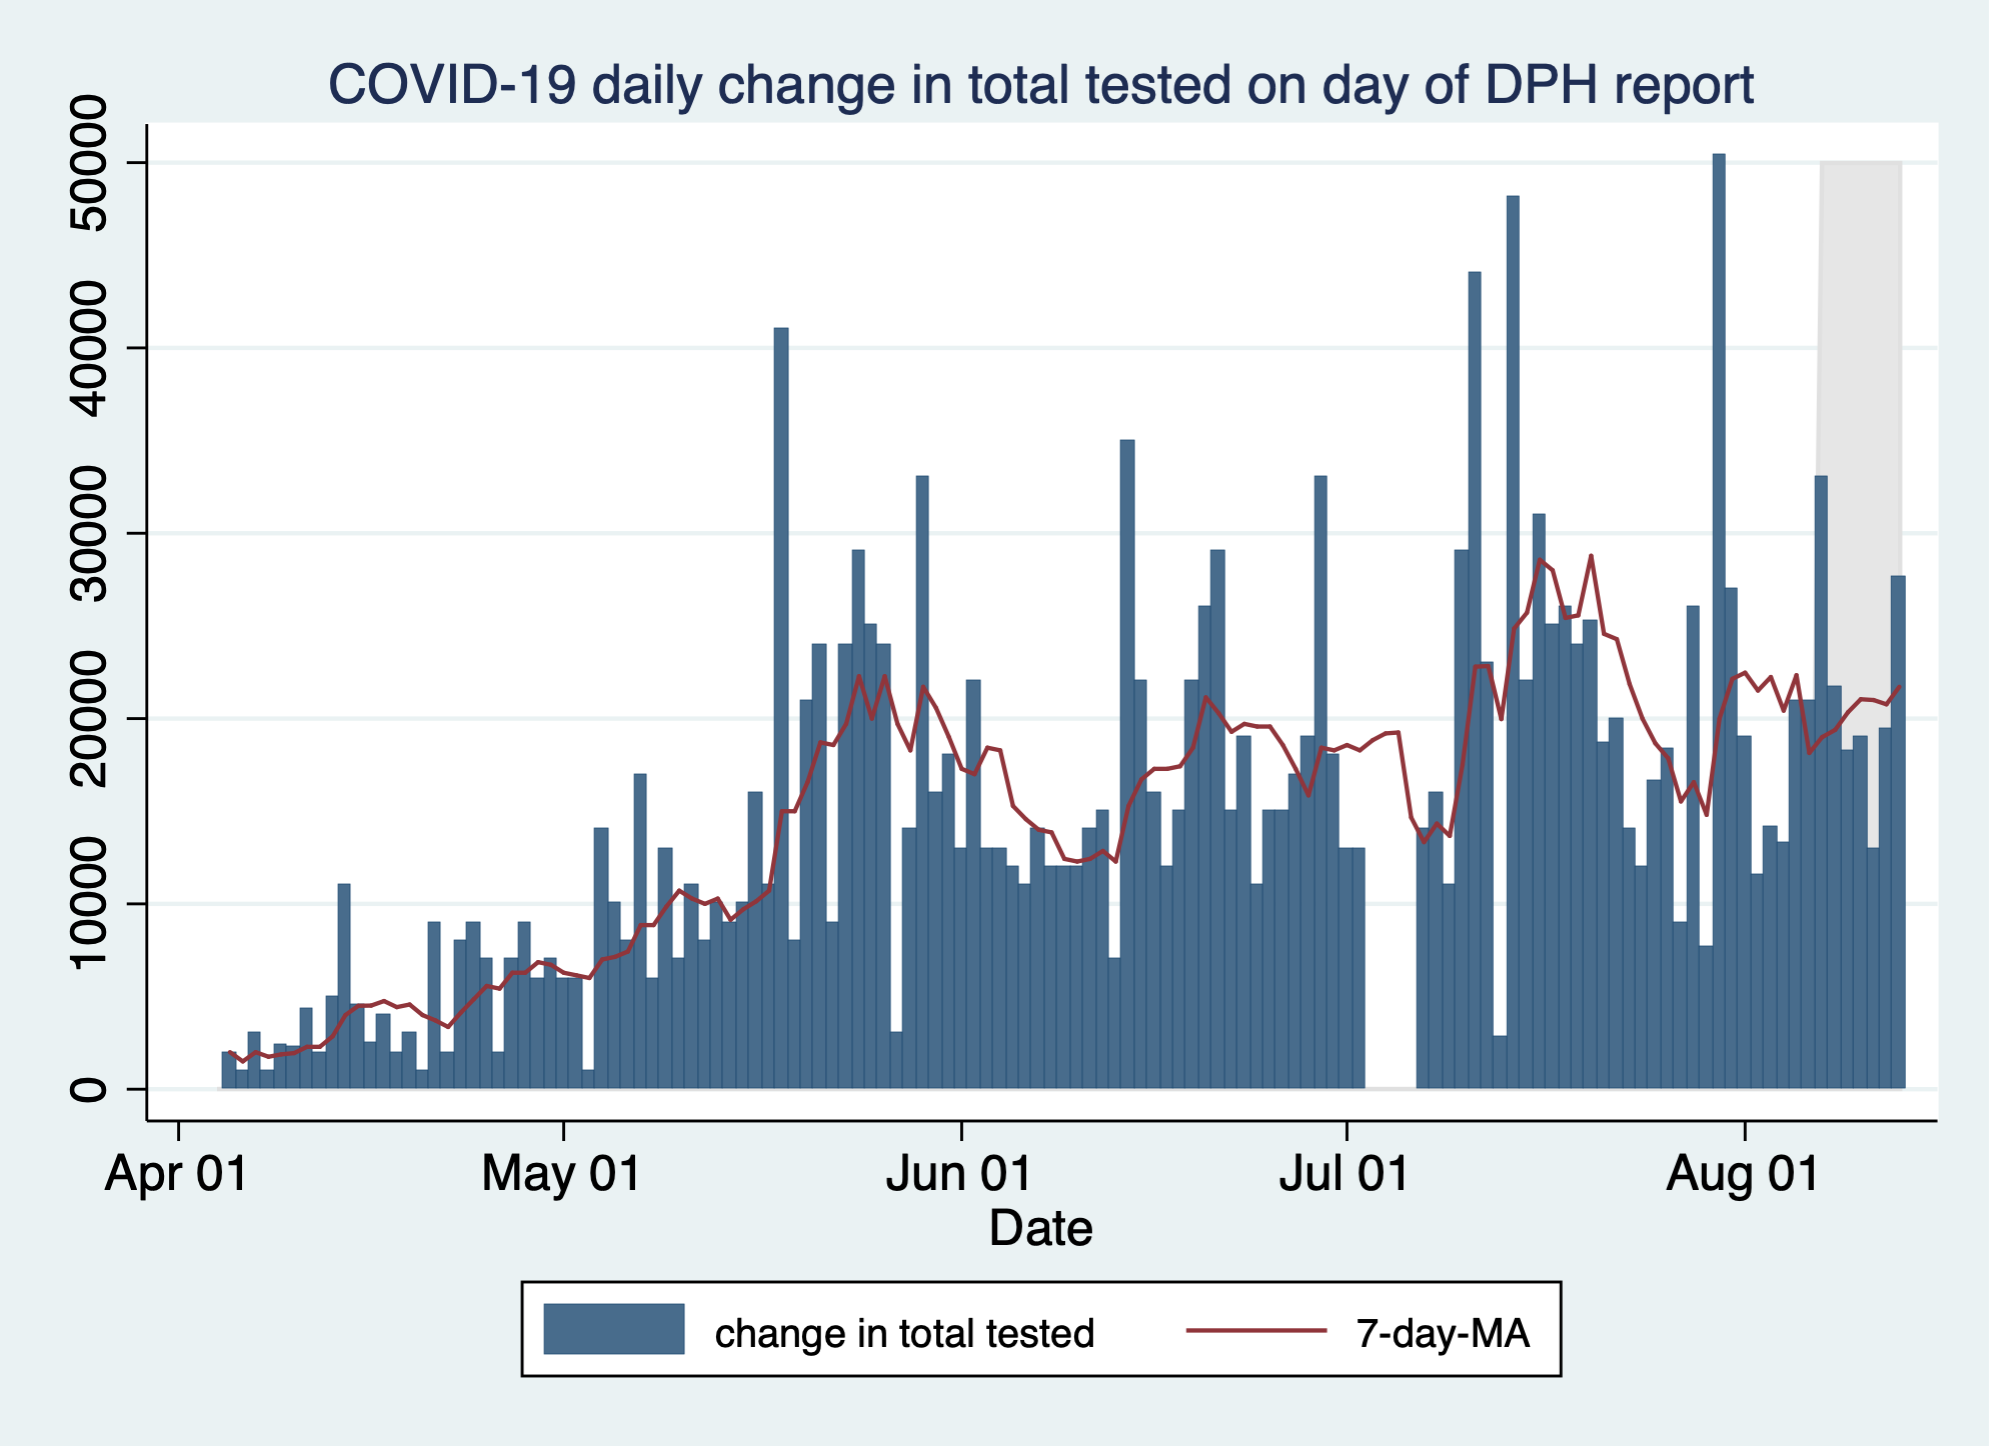 COVID-19 daily change in total tested on day of DPH report
50000
40000
30000
20000
10000
0
Apr 01 May 01 Jun 01 Jul 01 Aug 01
Date
change in total tested 7-day-MA